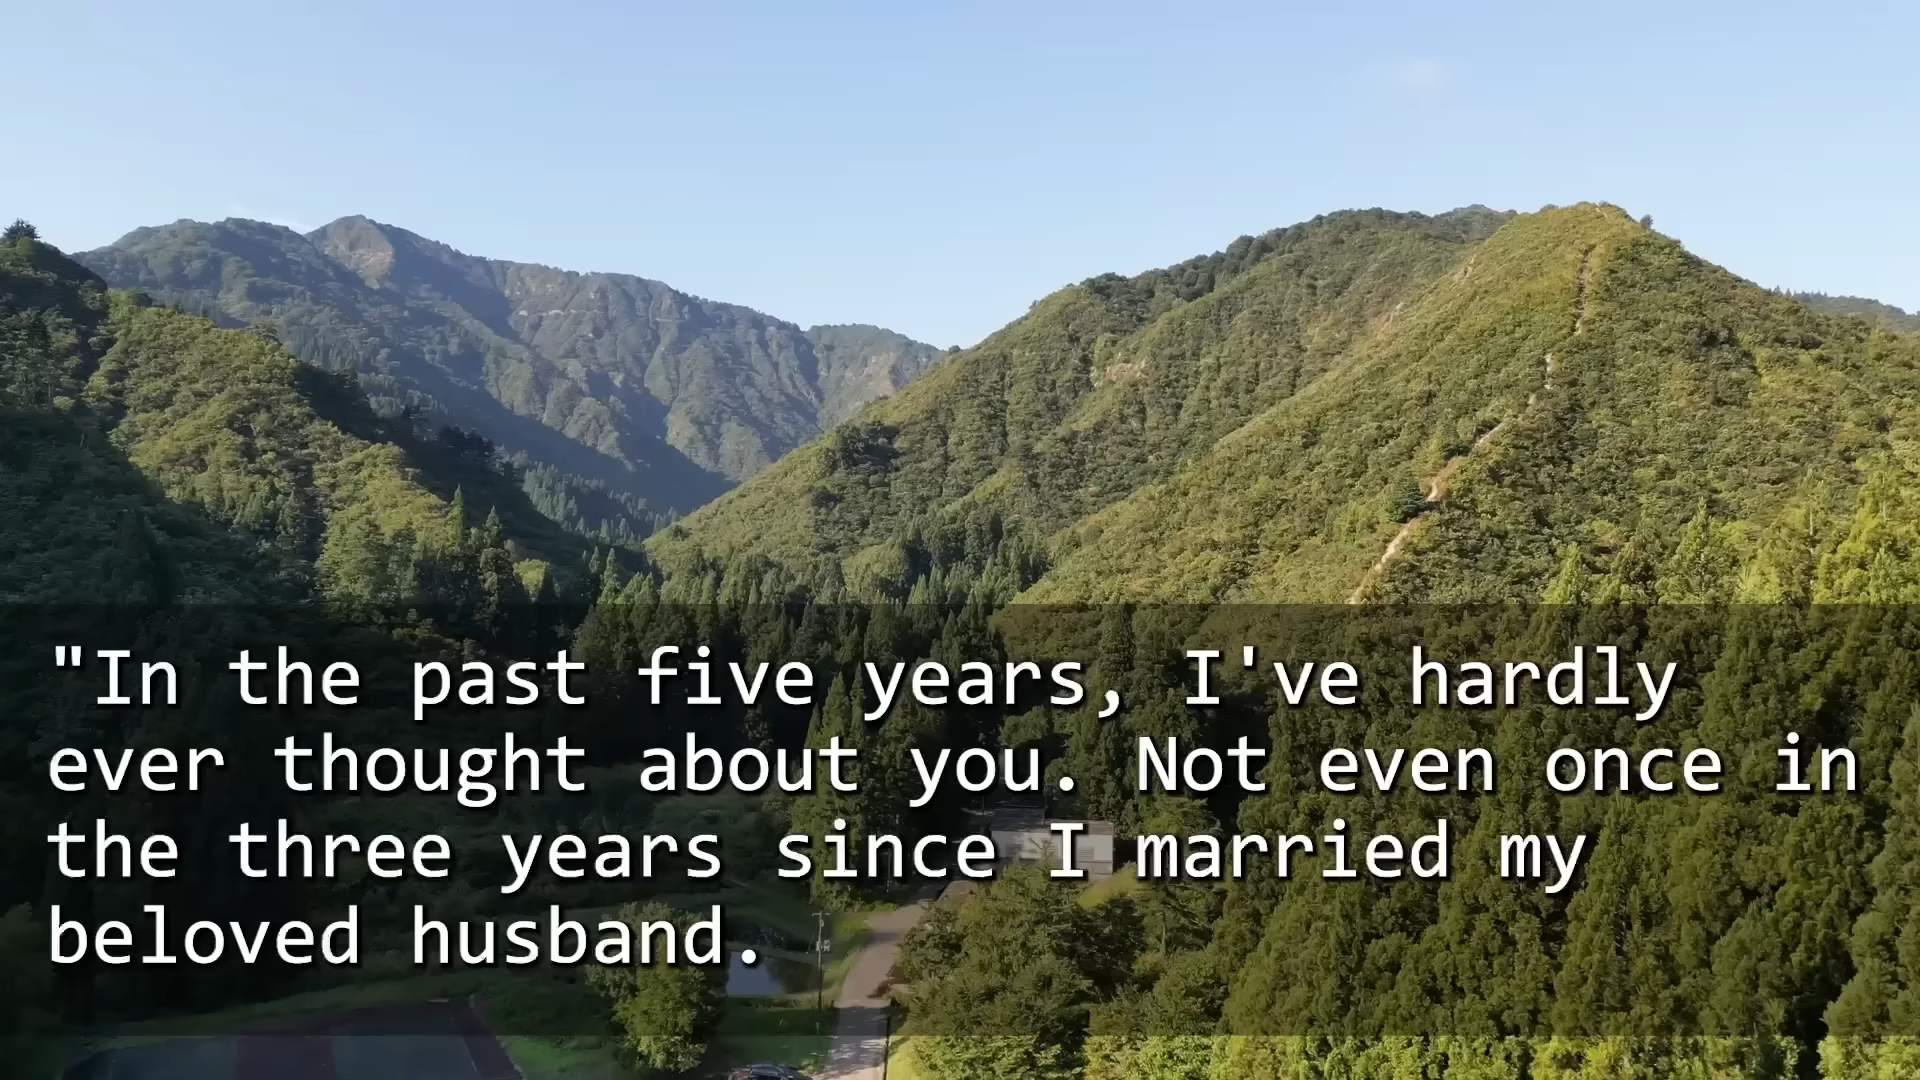 "In the past five years, I've hardly
ever thought about you. Not even once in
the three years since I married my
beloved husband.